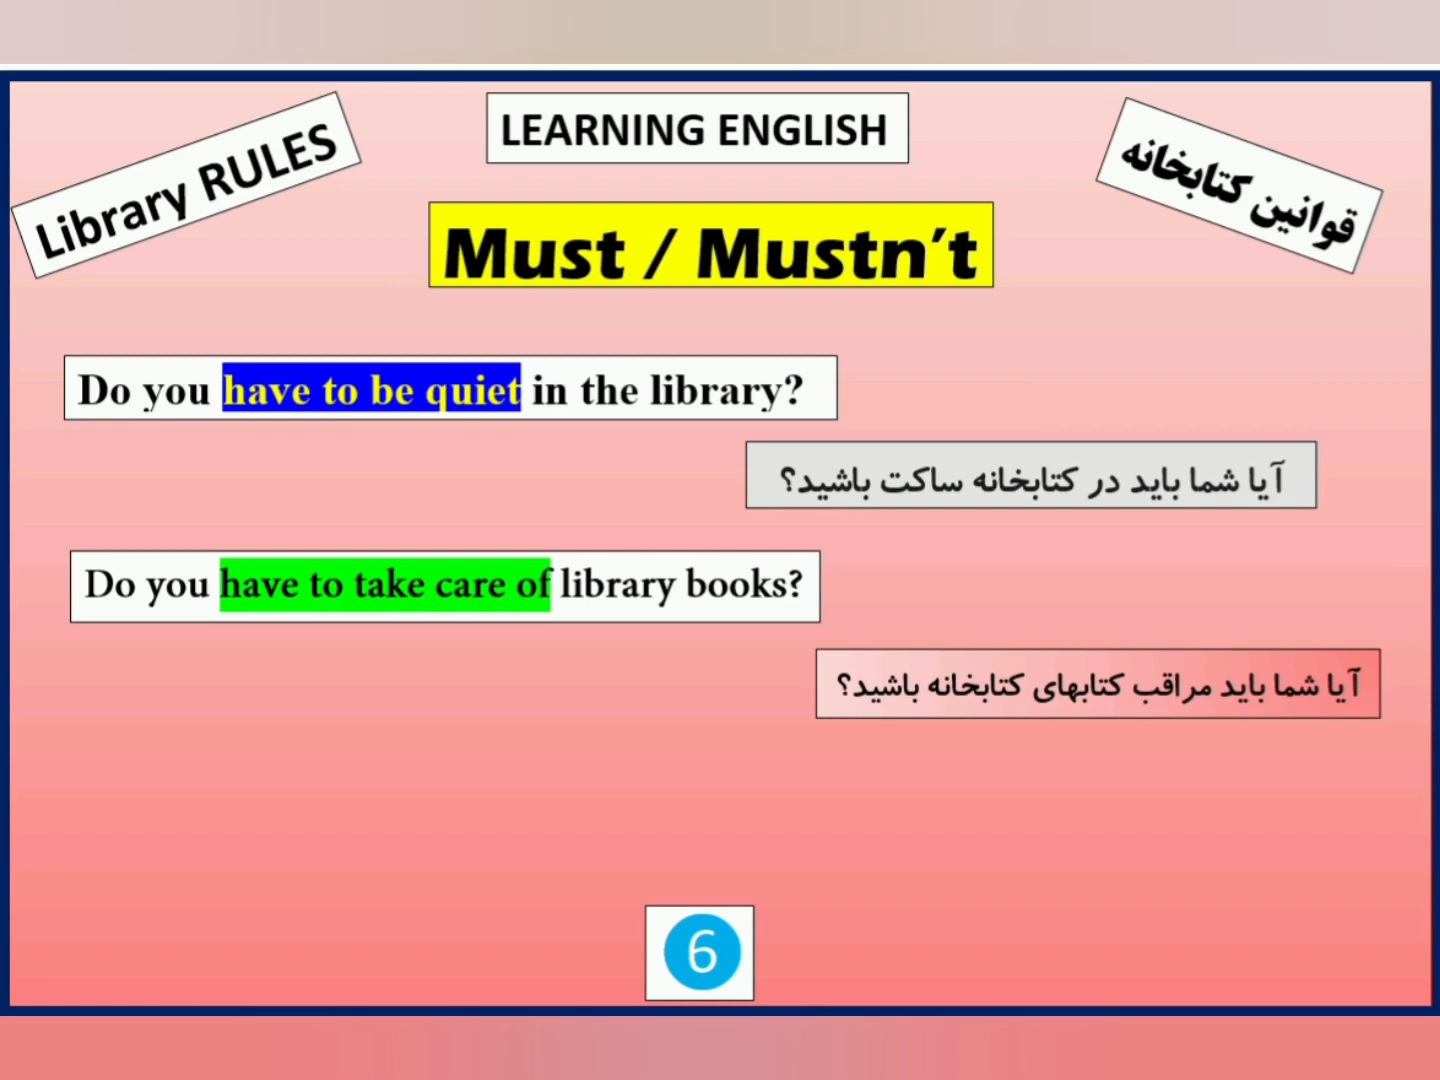 Library RULES
LEARNING ENGLISH
قوانین کتابخانه
Must / Mustn't
Do you have to be quiet in the library?
آیا شما باید در کتابخانه ساکت باشید؟
Do you have to take care of library books?
آیا شما باید مراقب کتابهای کتابخانه باشید؟
6